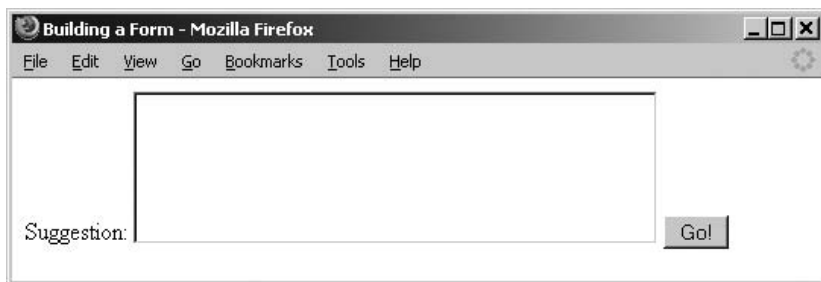 Building a Form - Mozilla Firefox
File Edit View Go Bookmarks Tools Help
Suggestion: Go!